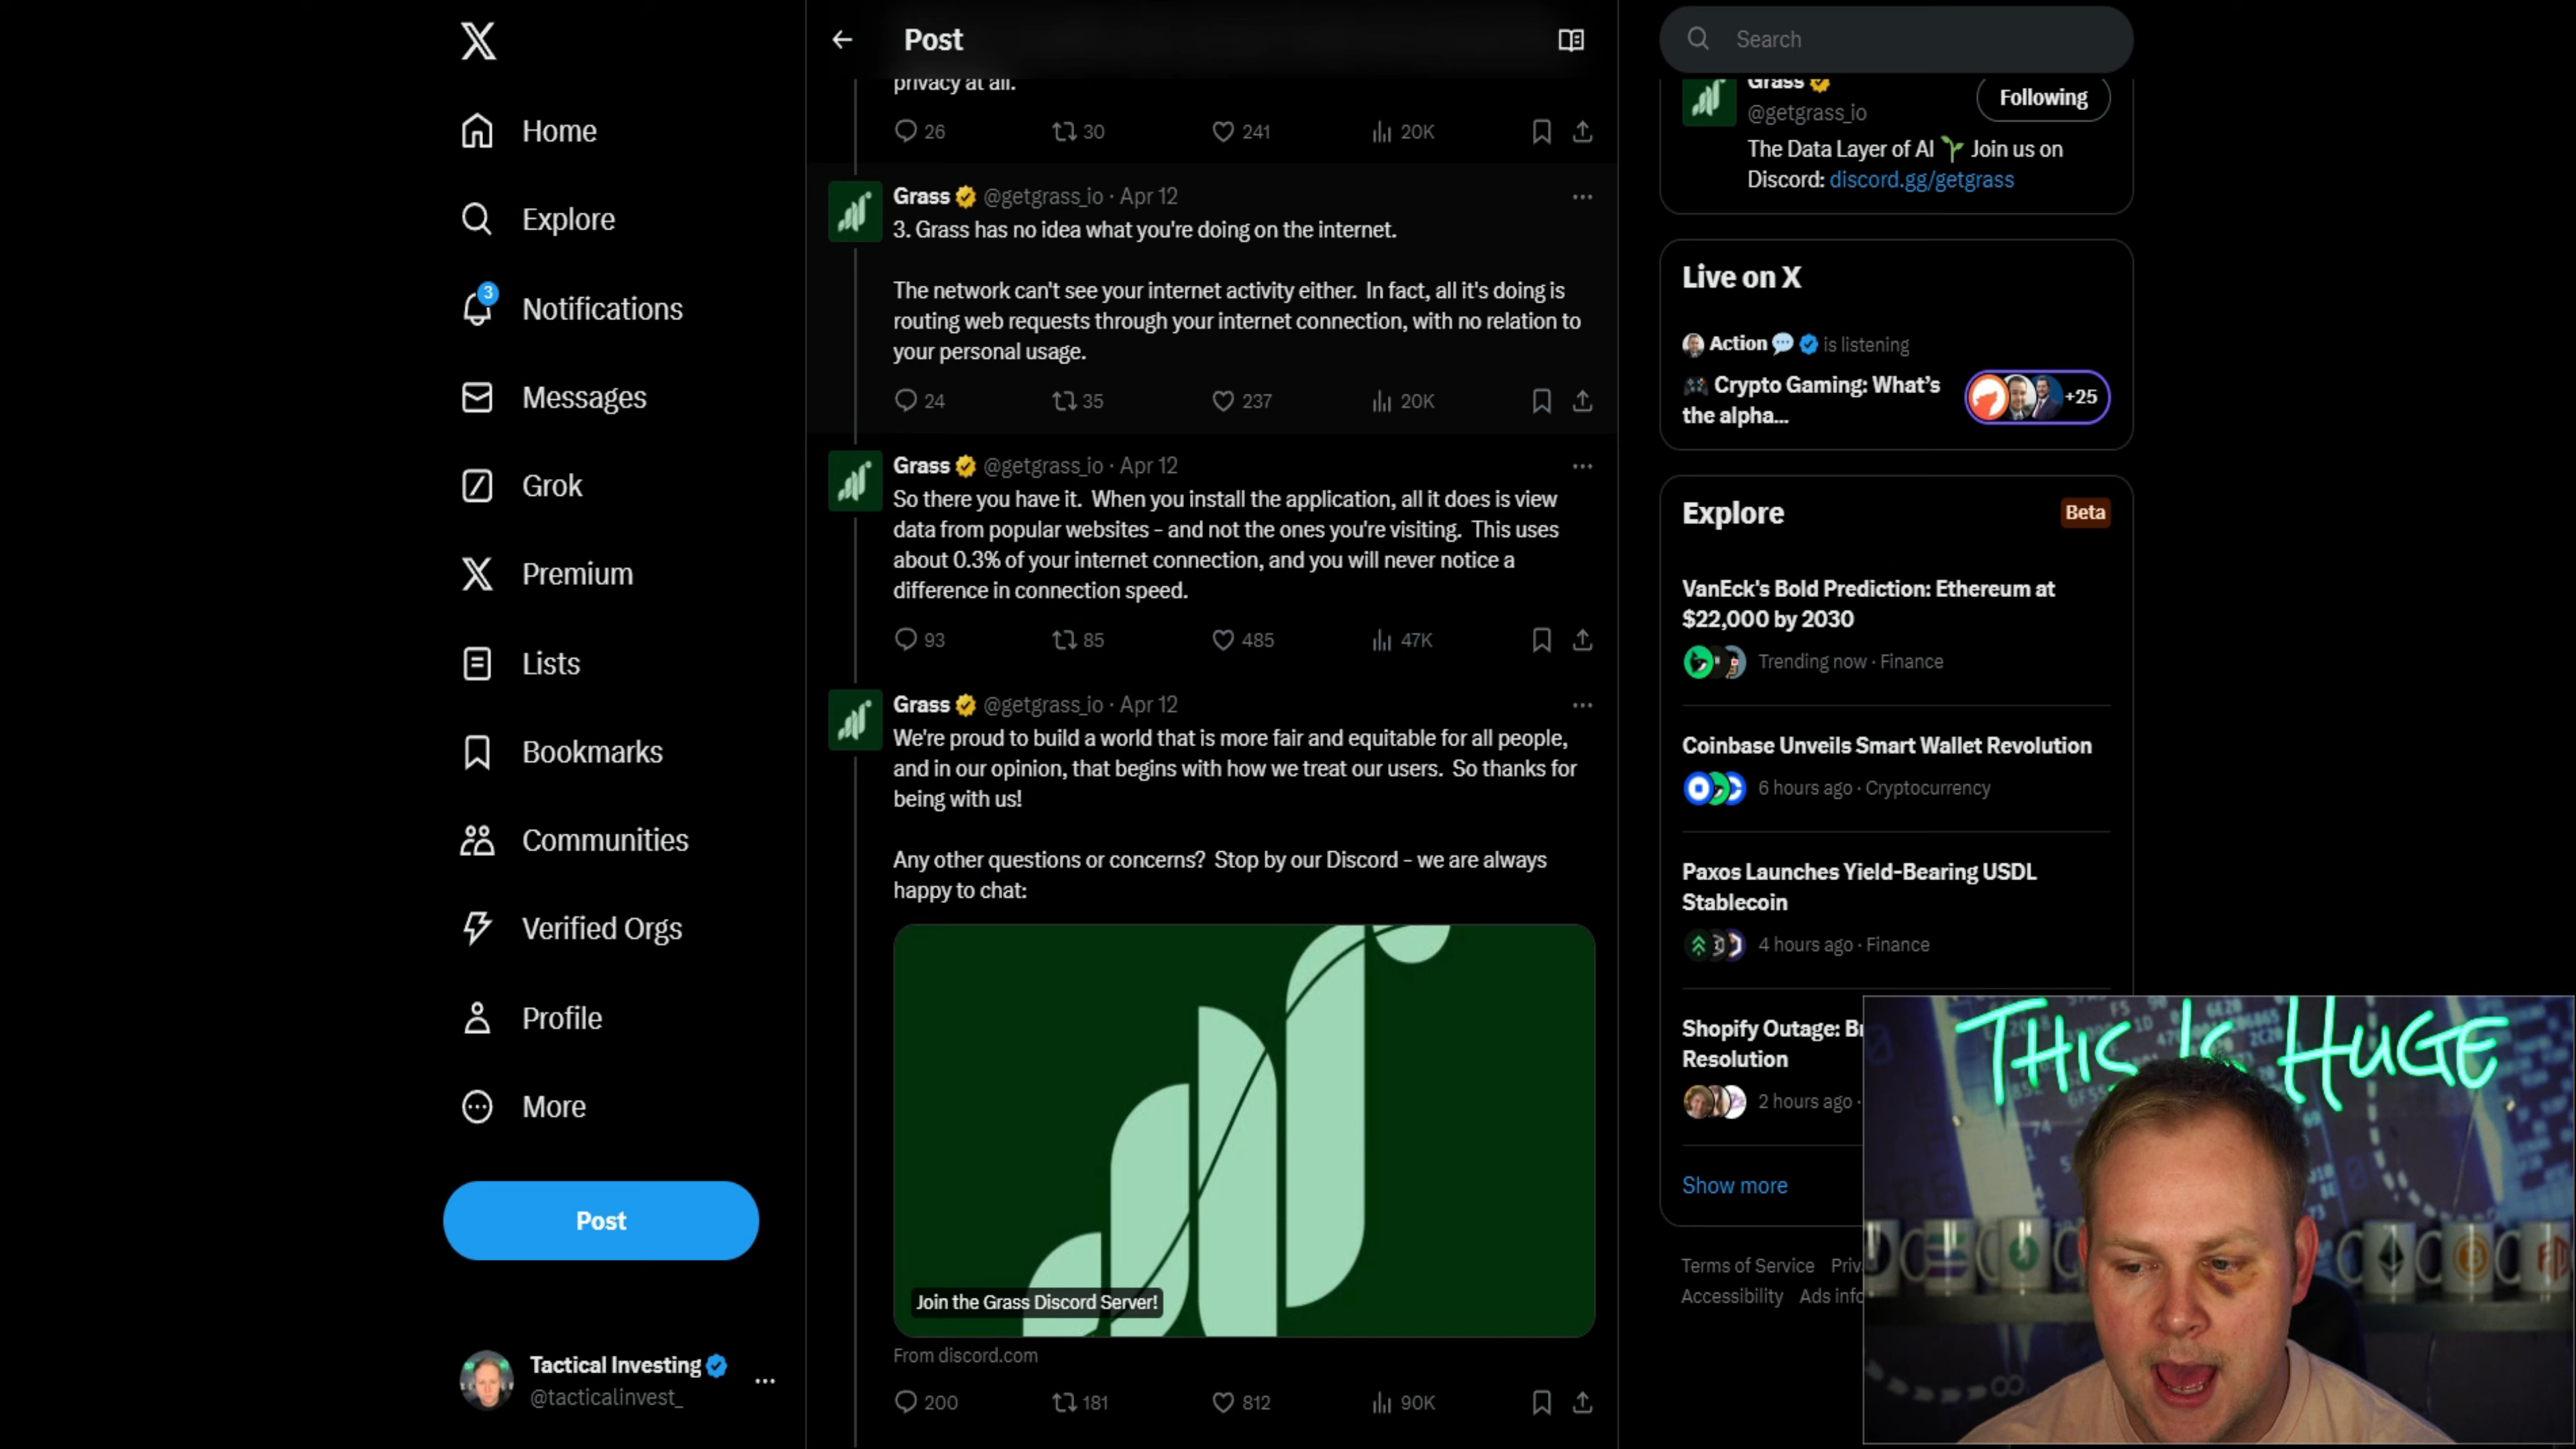 Home
Explore
3
Notifications
Messages
Grok
Premium
Lists
Bookmarks
Communities
Verified Orgs
Profile
More
Post
Tactical Investing
@tacticalinvest_
Post
privacy at all.
26 30 241 20K
Grass @getgrass_io · Apr 12
3. Grass has no idea what you're doing on the internet.
The network can't see your internet activity either. In fact, all it's doing is
routing web requests through your internet connection, with no relation to
your personal usage.
24 35 237 20K
Grass @getgrass_io · Apr 12
So there you have it. When you install the application, all it does is view
data from popular websites - and not the ones you're visiting. This uses
about 0.3% of your internet connection, and you will never notice a
difference in connection speed.
93 85 485 47K
Grass @getgrass_io · Apr 12
We're proud to build a world that is more fair and equitable for all people,
and in our opinion, that begins with how we treat our users. So thanks for
being with us!
Any other questions or concerns? Stop by our Discord - we are always
happy to chat:
Join the Grass Discord Server!
From discord.com
200 181 812 90K
Search
Grass
@getgrass_io
Following
The Data Layer of AI Join us on
Discord: discord.gg/getgrass
Live on X
Action is listening
Crypto Gaming: What's
the alpha...
+25
Explore
Beta
VanEck's Bold Prediction: Ethereum at
$22,000 by 2030
Trending now · Finance
Coinbase Unveils Smart Wallet Revolution
6 hours ago · Cryptocurrency
Paxos Launches Yield-Bearing USDL
Stablecoin
4 hours ago · Finance
Shopify Outage:
Resolution
2 hours ago ·
Show more
Terms of Service
Accessibility Ads
THIS IS HUGE